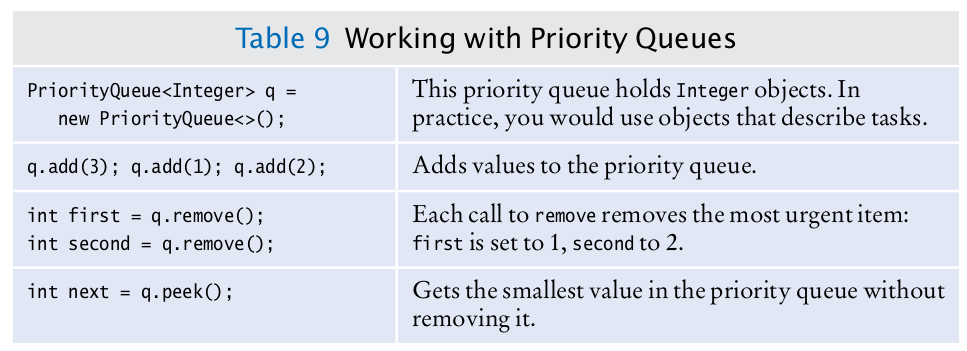 Table 9 Working with Priority Queues
PriorityQueue<Integer> q =
new PriorityQueue<>();
This priority queue holds Integer objects. In
practice, you would use objects that describe tasks.
q.add(3); q.add(1); q.add(2);
Adds values to the priority queue.
int first = q.remove();
int second = q.remove();
Each call to remove removes the most urgent item:
first is set to 1, second to 2.
int next = q.peek();
Gets the smallest value in the priority queue without
removing it.